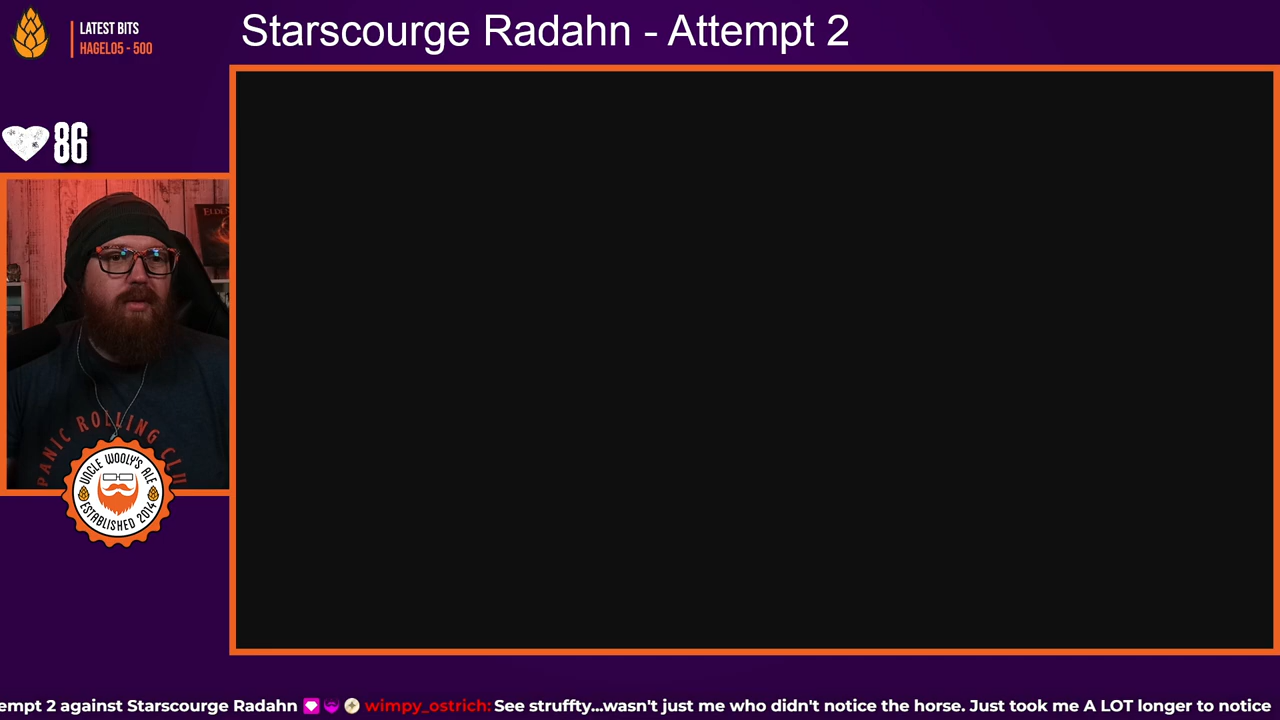 LATEST BITS
HAGEL05 - 500
Starscourge Radahn - Attempt 2
86
ELDE
PANIC ROLLING CLU
UNCLE WOOLY'S ALE
ESTABLISHED 2014
empt 2 against Starscourge Radahn wimpy_ostrich: See struffty...wasn't just me who didn't notice the horse. Just took me A LOT longer to notice